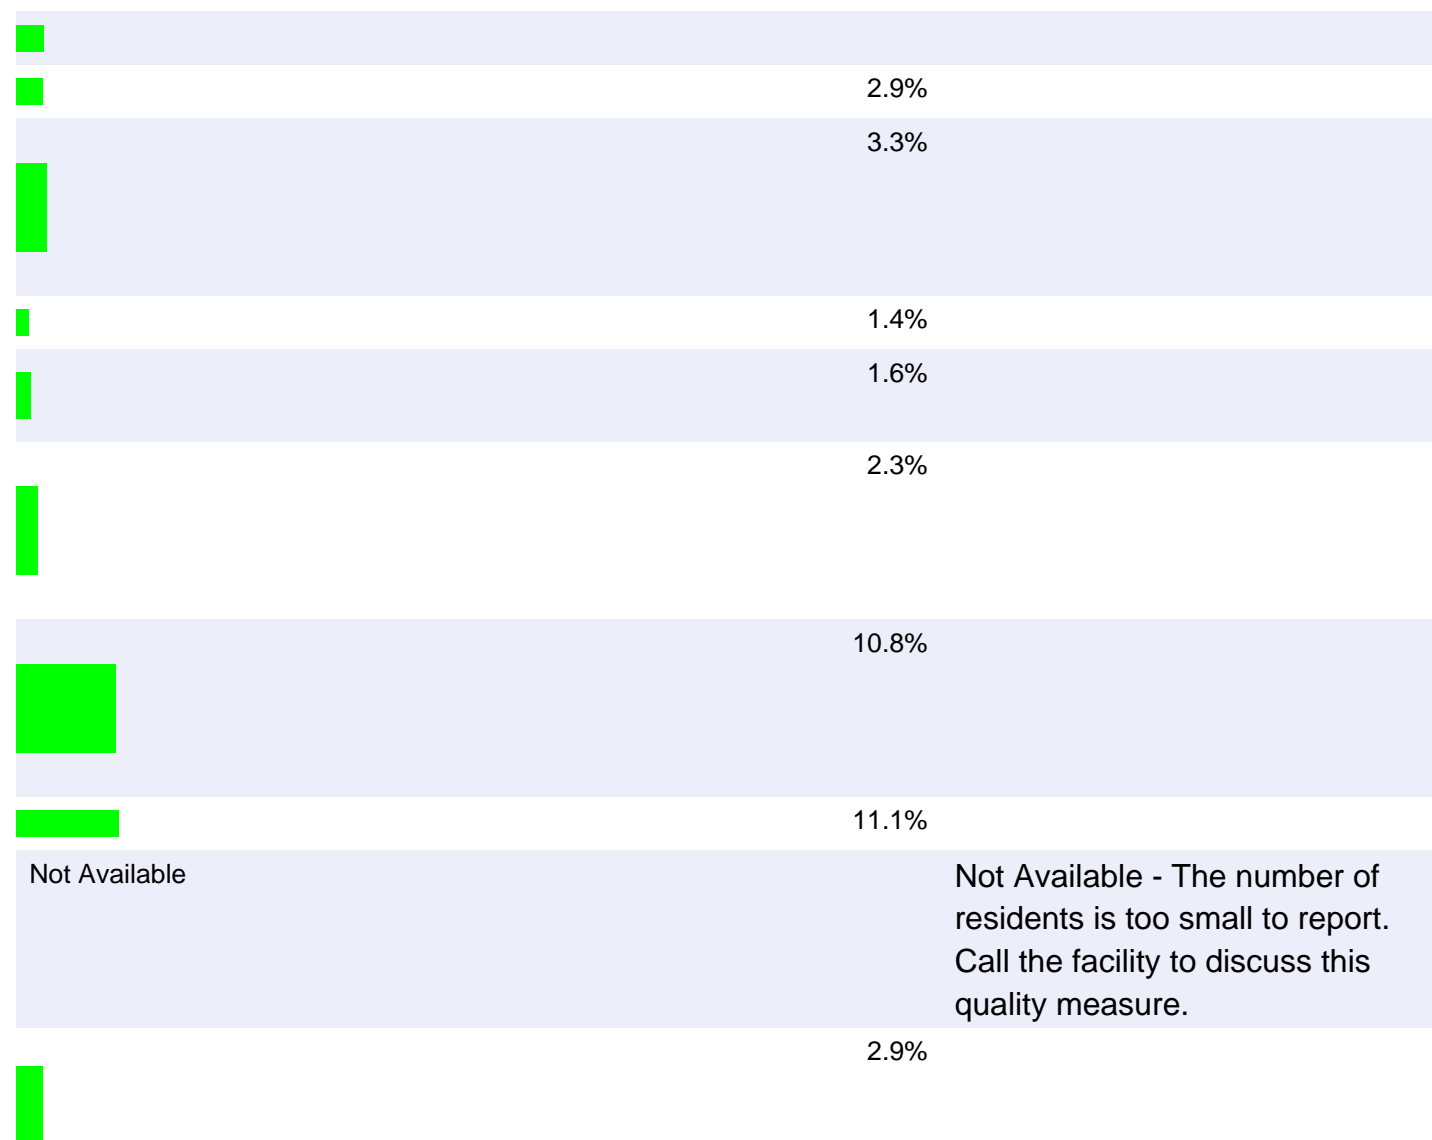 2.9%
3.3%
1.4%
1.6%
2.3%
10.8%
11.1%
Not Available
Not Available - The number of
residents is too small to report.
Call the facility to discuss this
quality measure.
2.9%